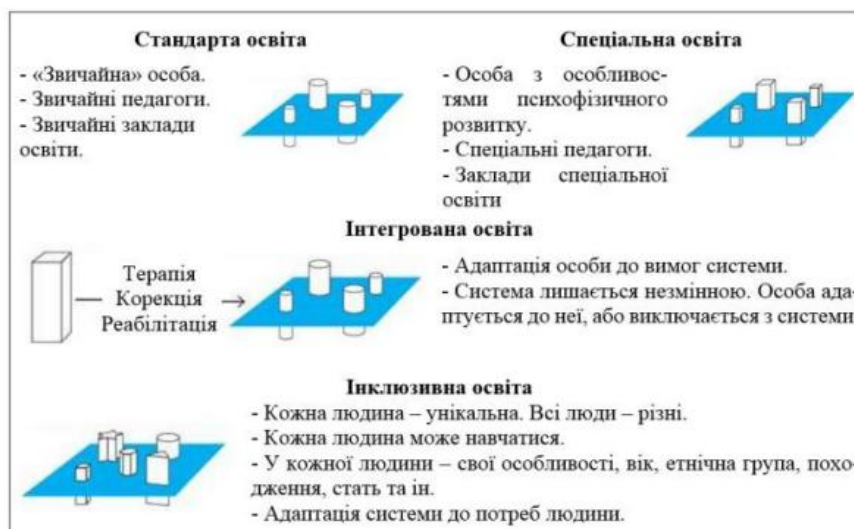 Стандарта освіта
- «Звичайна» особа.
- Звичайні педагоги.
- Звичайні заклади
освіти.
Спеціальна освіта
- Особа з особливос-
тями психофізичного
розвитку.
- Спеціальні педагоги.
- Заклади спеціальної
освіти
Інтегрована освіта
Терапія
Корекція
Реабілітація
- Адаптація особи до вимог системи.
- Система лишається незмінною. Особа ада-
птується до неї, або виключається з системи
Інклюзивна освіта
- Кожна людина – унікальна. Всі люди – різні.
- Кожна людина може навчатися.
- У кожної людини – свої особливості, вік, етнічна група, похо-
дження, стать та ін.
- Адаптація системи до потреб людини.